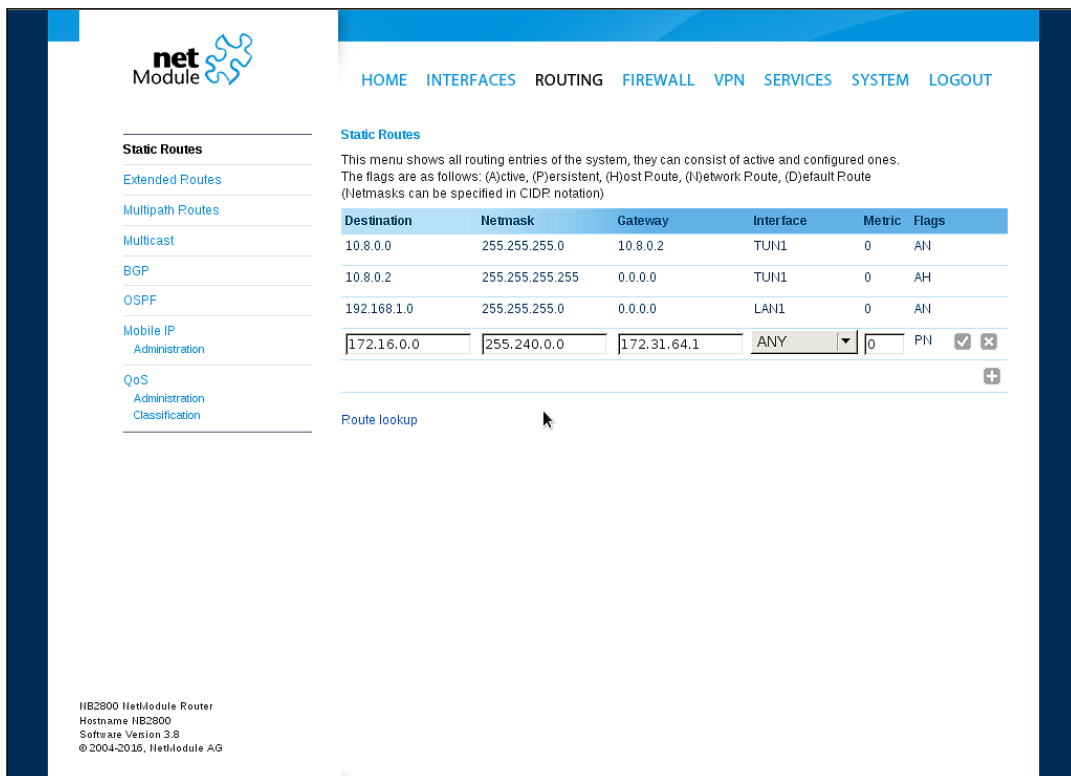 net
Module
HOME INTERFACES ROUTING FIREWALL VPN SERVICES SYSTEM LOGOUT
Static Routes
Extended Routes
Multipath Routes
Multicast
BGP
OSPF
Mobile IP
Administration
QoS
Administration
Classification
Static Routes
This menu shows all routing entries of the system, they can consist of active and configured ones.
The flags are as follows: (A)ctive, (P)ersistent, (H)ost Route, (N)etwork Route, (D)efault Route
(Netmasks can be specified in CIDR notation)
Destination Netmask Gateway Interface Metric Flags
10.8.0.0 255.255.255.0 10.8.0.2 TUN1 0 AN
10.8.0.2 255.255.255.255 0.0.0.0 TUN1 0 AH
192.168.1.0 255.255.255.0 0.0.0.0 LAN1 0 AN
172.16.0.0 255.240.0.0 172.31.64.1 ANY 0 PN
Route lookup
NB2800 NetModule Router
Hostname NB2800
Software Version 3.8
© 2004-2016, NetModule AG